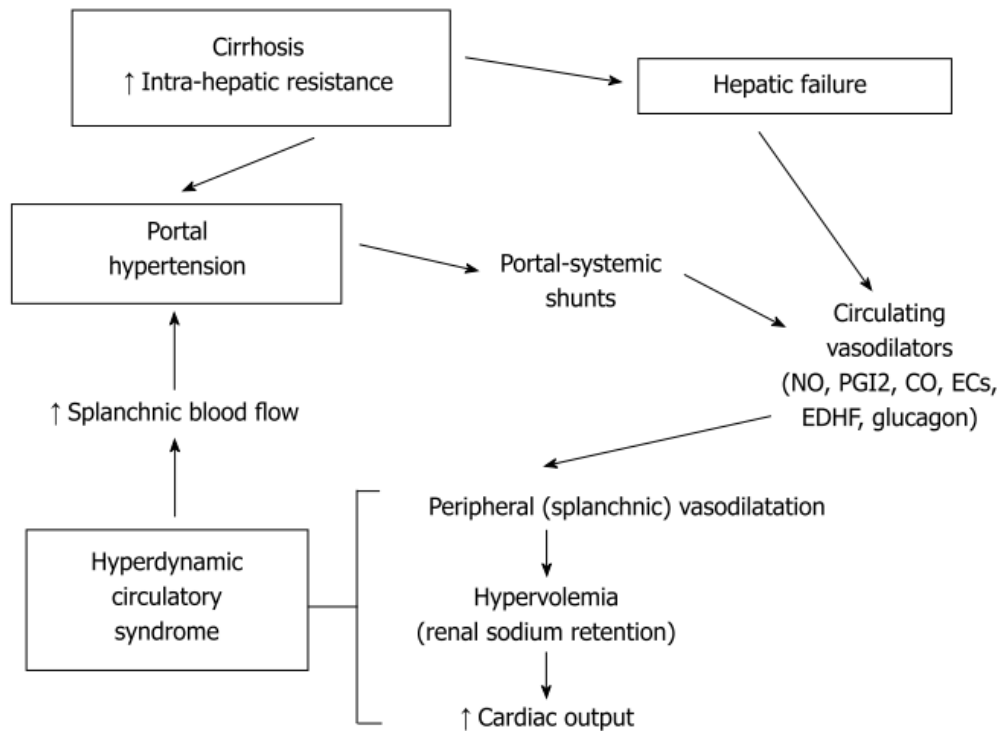 Cirrhosis
↑ Intra-hepatic resistance
Hepatic failure
Portal
hypertension
Portal-systemic
shunts
Circulating
vasodilators
(NO, PGI2, CO, ECs,
EDHF, glucagon)
↑ Splanchnic blood flow
Peripheral (splanchnic) vasodilatation
Hyperdynamic
circulatory
syndrome
Hypervolemia
(renal sodium retention)
↑ Cardiac output